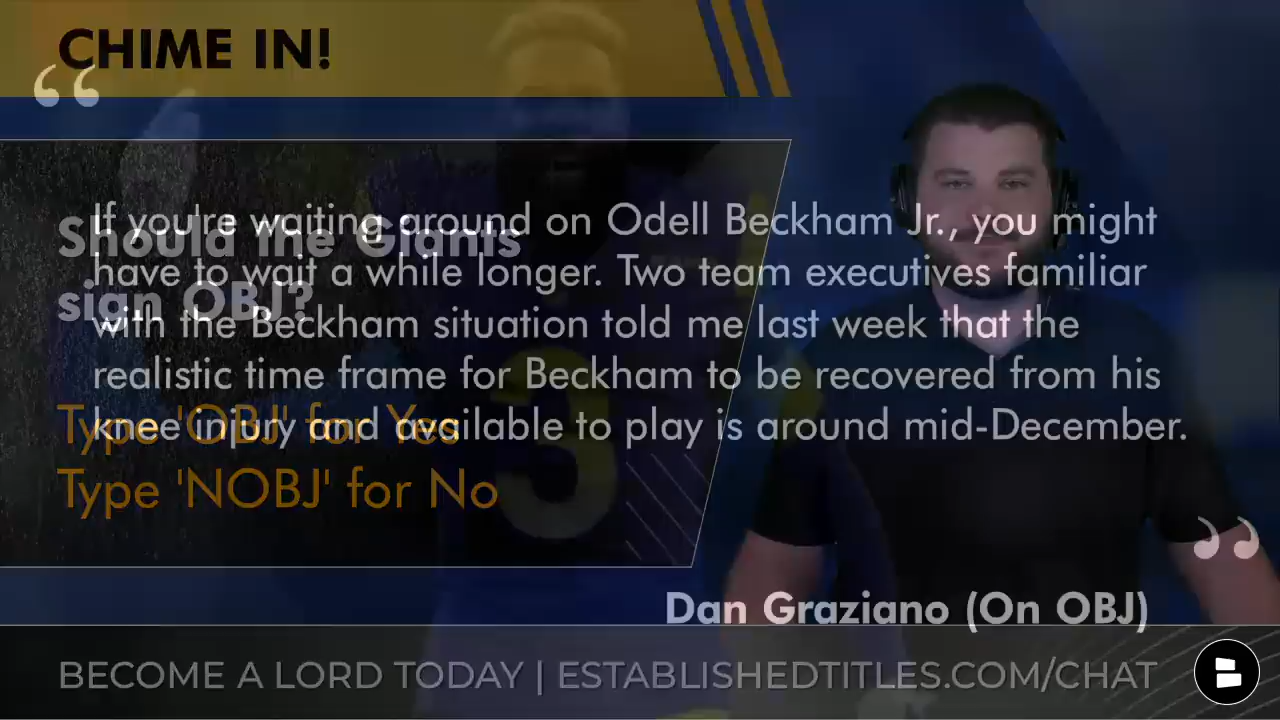 CHIME IN!
Should the Giants
sign OBJ?
Type 'OBJ' for Yes
Type 'NOBJ' for No
“
If you're waiting around on Odell Beckham Jr., you might
have to wait a while longer. Two team executives familiar
with the Beckham situation told me last week that the
realistic time frame for Beckham to be recovered from his
knee injury and available to play is around mid-December.
”
Dan Graziano (On OBJ)
BECOME A LORD TODAY | ESTABLISHEDTITLES.COM/CHAT